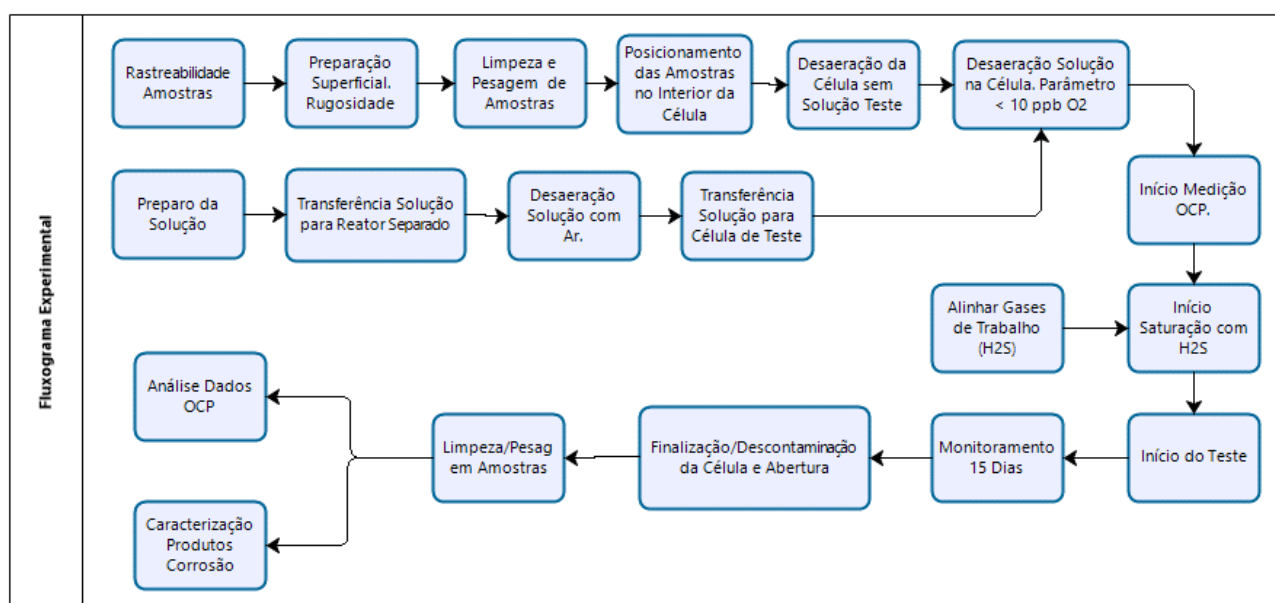 Fluxograma Experimental
Rastreabilidade
Amostras
Preparação
Superficial.
Rugosidade
Limpeza e
Pesagem de
Amostras
Posicionamento
das Amostras
no Interior da
Célula
Desaeração da
Célula sem
Solução Teste
Desaeração Solução
na Célula. Parâmetro
< 10 ppb O2
Preparo da
Solução
Transferência Solução
para Reator Separado
Desaeração
Solução com
Ar.
Transferência
Solução para
Célula de Teste
Início Medição
OCP.
Alinhar Gases
de Trabalho
(H2S)
Início
Saturação com
H2S
Análise Dados
OCP
Limpeza/Pesag
em Amostras
Finalização/Descontaminação
da Célula e Abertura
Monitoramento
15 Dias
Início do Teste
Caracterização
Produtos
Corrosão